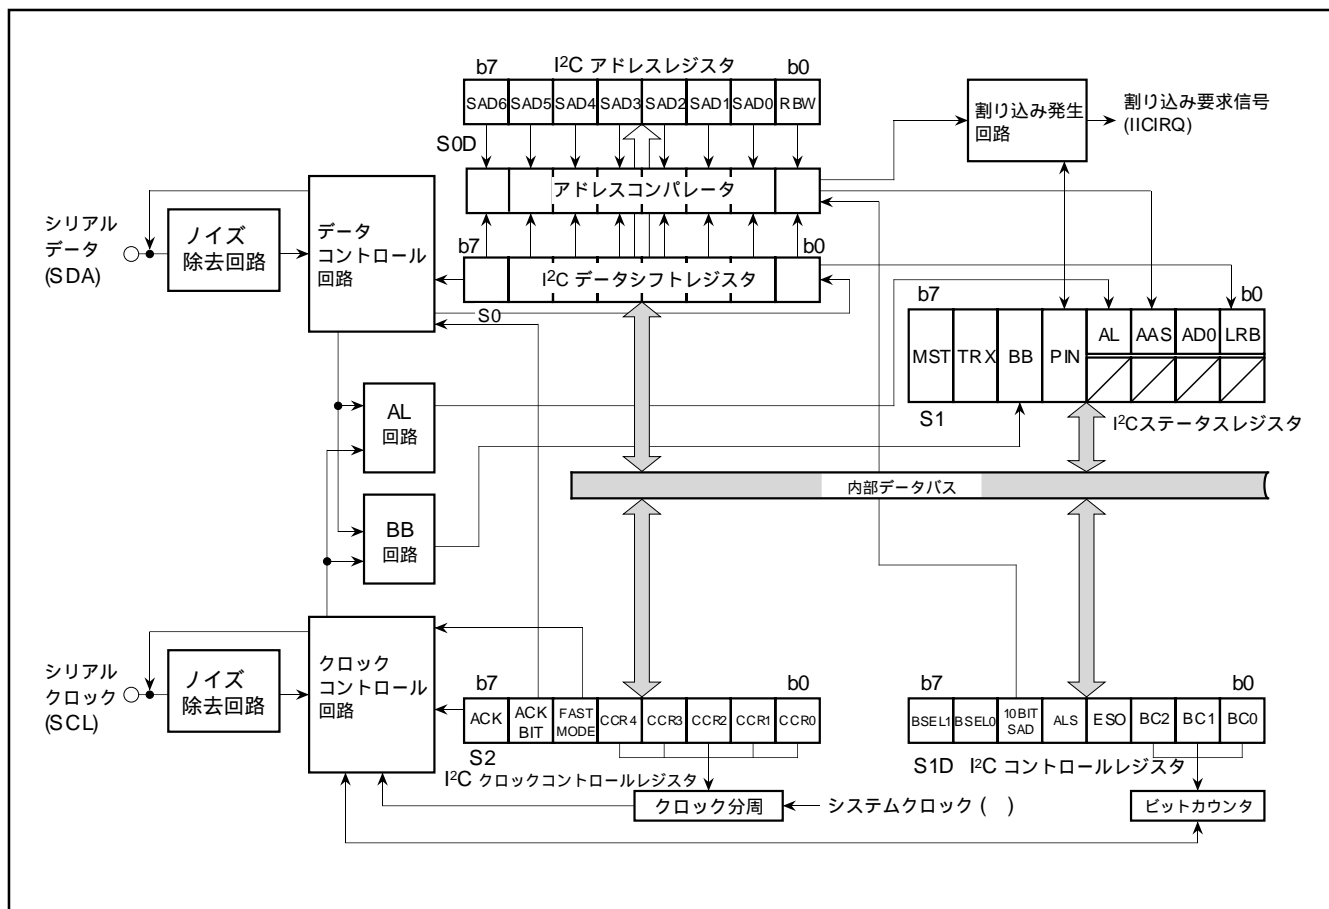 b7 I²C アドレスレジスタ b0
SAD6 SAD5 SAD4 SAD3 SAD2 SAD1 SAD0 RBW
S0D
アドレスコンパレータ
割り込み発生
回路
割り込み要求信号
(IICIRQ)
シリアル
データ
(SDA)
ノイズ
除去回路
データ
コントロール
回路
b7 b0
I²C データシフトレジスタ
S0
b7 b0
MST TRX BB PIN AL AAS AD0 LRB
S1
I²Cステータスレジスタ
AL
回路
内部データバス
BB
回路
シリアル
クロック
(SCL)
ノイズ
除去回路
クロック
コントロール
回路
b7 b0
ACK ACK BIT FAST MODE CCR4 CCR3 CCR2 CCR1 CCR0
S2
I²C クロックコントロールレジスタ
クロック分周
システムクロック ( )
b7 b0
BSEL1 BSEL0 10BIT SAD ALS ESO BC2 BC1 BC0
S1D I²C コントロールレジスタ
ビットカウンタ